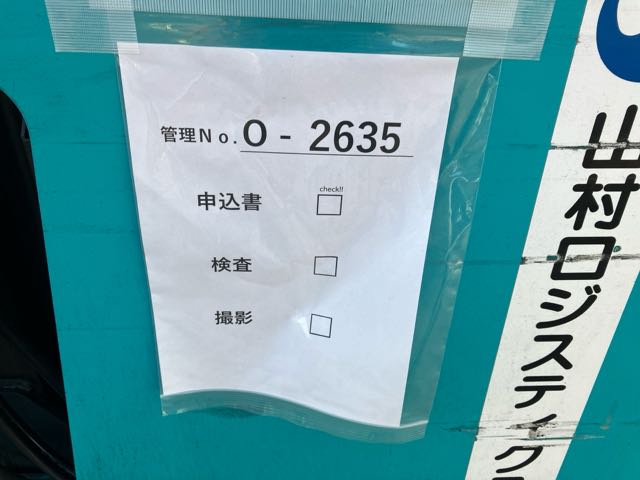 管理No. O - 2635
check!!
申込書 □
検査 □
撮影 □
山村ロジスティク